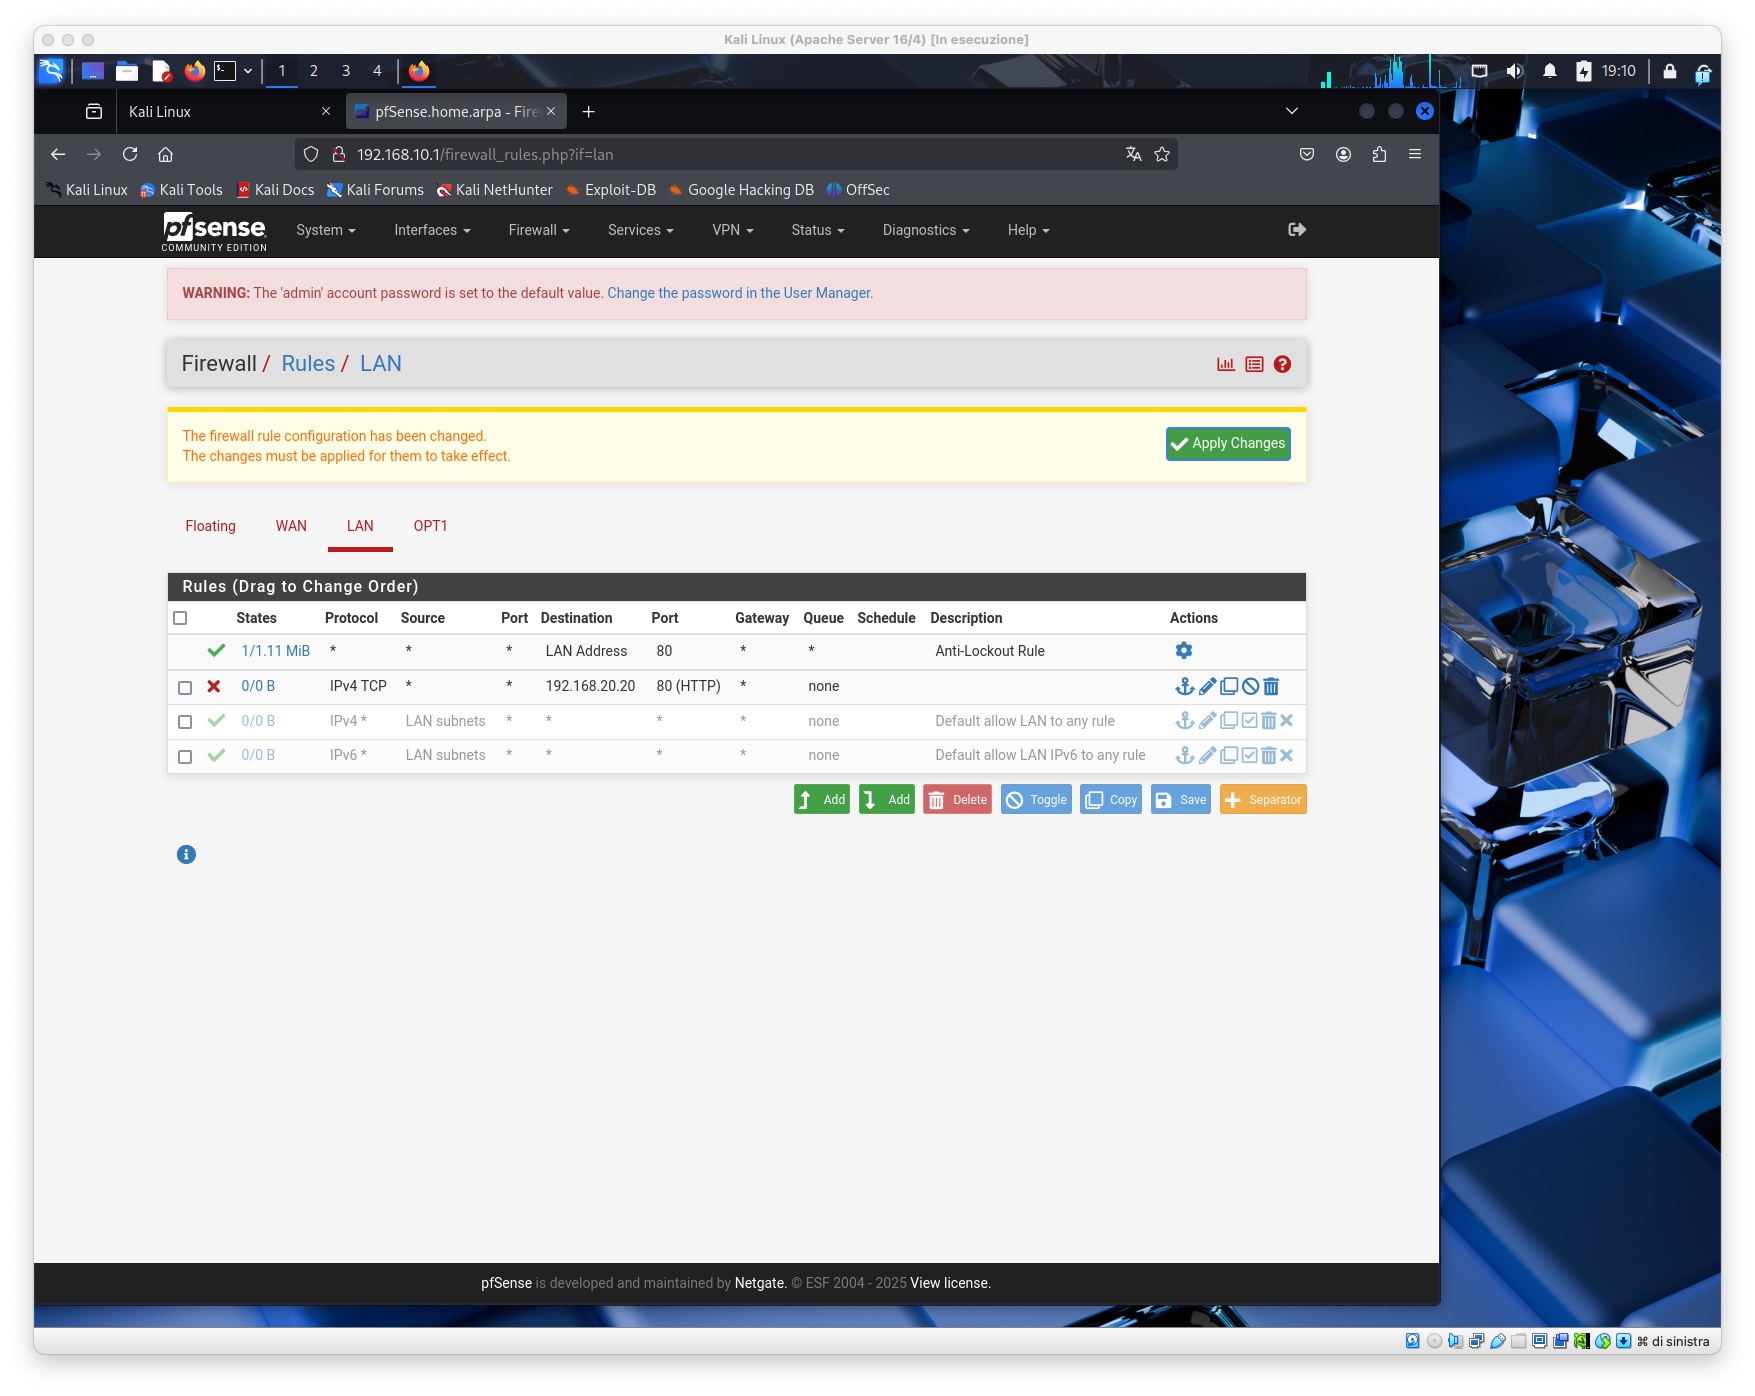 Kali Linux (Apache Server 16/4) [In esecuzione]
1 2 3 4 19:10
Kali Linux pfSense.home.arpa - Fire
192.168.10.1/firewall_rules.php?if=lan
Kali Linux Kali Tools Kali Docs Kali Forums Kali NetHunter Exploit-DB Google Hacking DB OffSec
pfsense System Interfaces Firewall Services VPN Status Diagnostics Help
COMMUNITY EDITION
WARNING: The 'admin' account password is set to the default value. Change the password in the User Manager.
Firewall / Rules / LAN
The firewall rule configuration has been changed.
The changes must be applied for them to take effect.
Apply Changes
Floating WAN LAN OPT1
Rules (Drag to Change Order)
States Protocol Source Port Destination Port Gateway Queue Schedule Description Actions
1/1.11 MiB * * * LAN Address 80 * * Anti-Lockout Rule
0/0 B IPv4 TCP * * 192.168.20.20 80 (HTTP) * none
0/0 B IPv4 * LAN subnets * * * * none Default allow LAN to any rule
0/0 B IPv6 * LAN subnets * * * * none Default allow LAN IPv6 to any rule
Add Add Delete Toggle Copy Save Separator
pfSense is developed and maintained by Netgate. © ESF 2004 - 2025 View license.
⌘ di sinistra